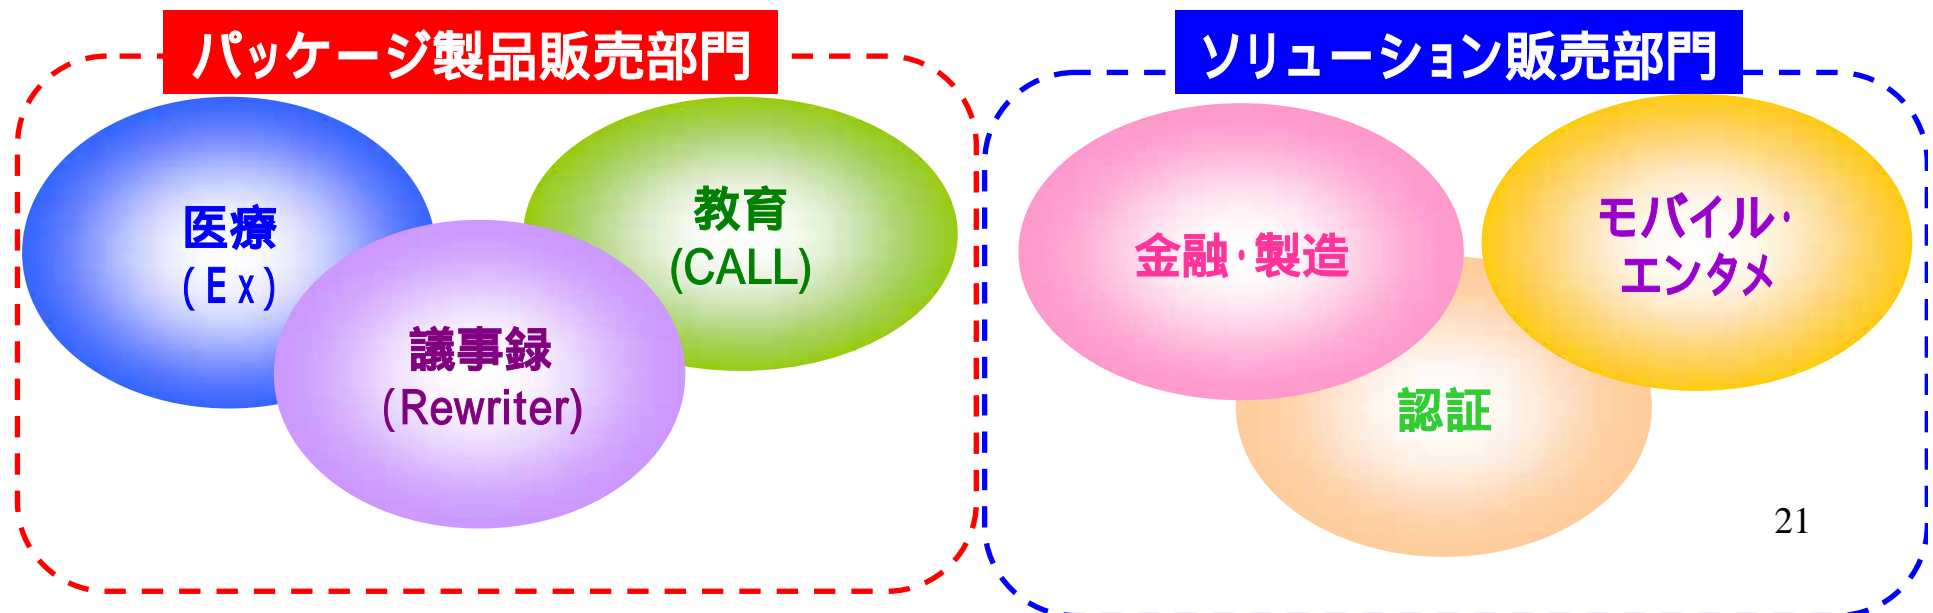 パッケージ製品販売部門
医療
(Ex)
教育
(CALL)
議事録
(Rewriter)
ソリューション販売部門
金融・製造
モバイル・
エンタメ
認証
21